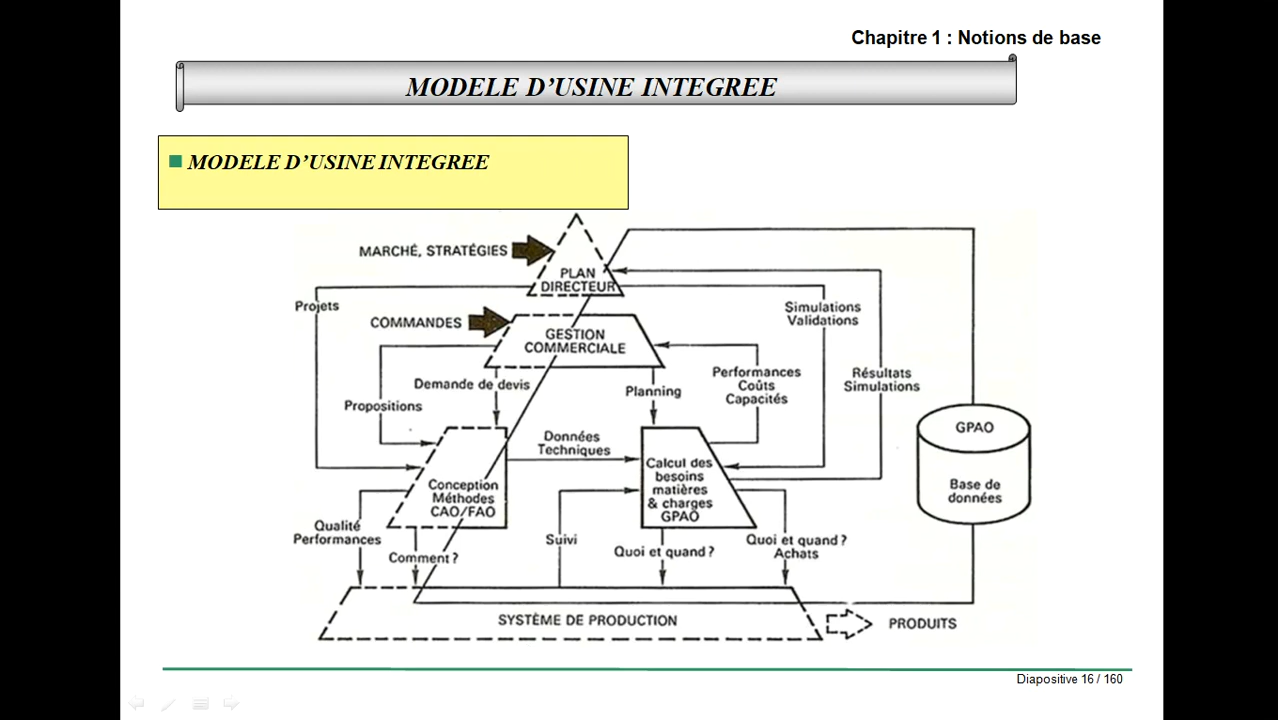 Chapitre 1 : Notions de base
MODELE D’USINE INTEGREE
MODELE D’USINE INTEGREE
MARCHÉ, STRATÉGIES
PLAN
DIRECTEUR
Projets
Simulations
Validations
COMMANDES
GESTION
COMMERCIALE
Demande de devis
Planning
Performances
Coûts
Capacités
Résultats
Simulations
Propositions
Données
Techniques
GPAO
Base de
données
Conception
Méthodes
CAO/FAO
Calcul des
besoins
matières
& charges
GPAO
Qualité
Performances
Comment ?
Suivi
Quoi et quand ?
Quoi et quand ?
Achats
SYSTÈME DE PRODUCTION
PRODUITS
Diapositive 16 / 160